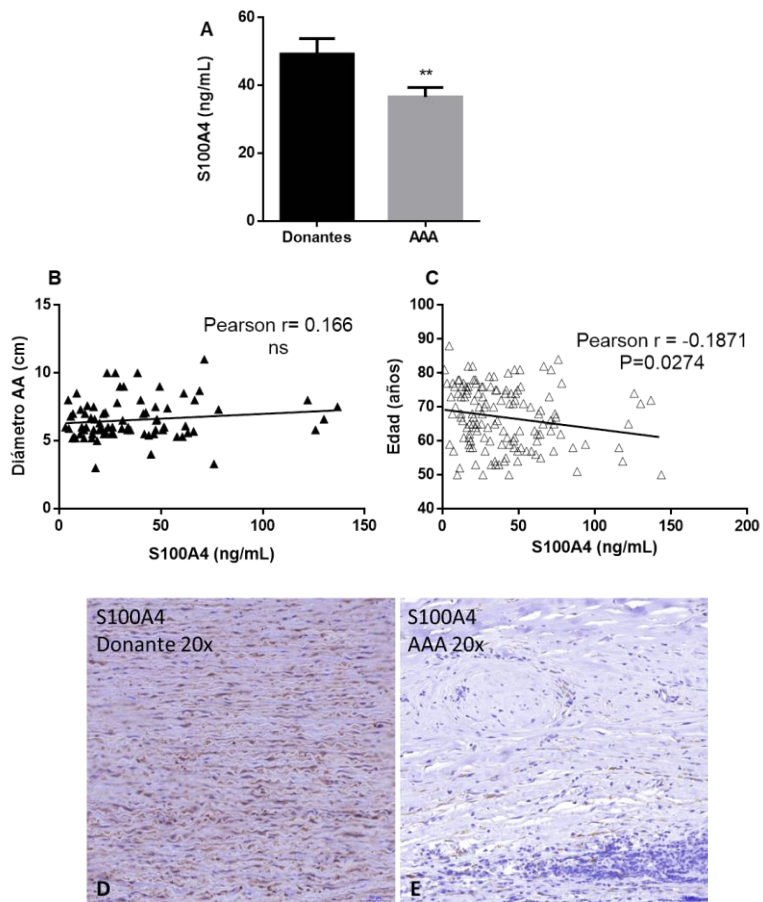 A
S100A4 (ng/mL)
60
40
20
0
**
Donantes
AAA
B
Diámetro AA (cm)
15
10
5
0
Pearson r= 0.166
ns
0
50
100
150
S100A4 (ng/mL)
C
Edad (años)
100
90
80
70
60
50
40
Pearson r = -0.1871
P=0.0274
0
50
100
150
200
S100A4 (ng/mL)
S100A4
Donante 20x
D
S100A4
AAA 20x
E